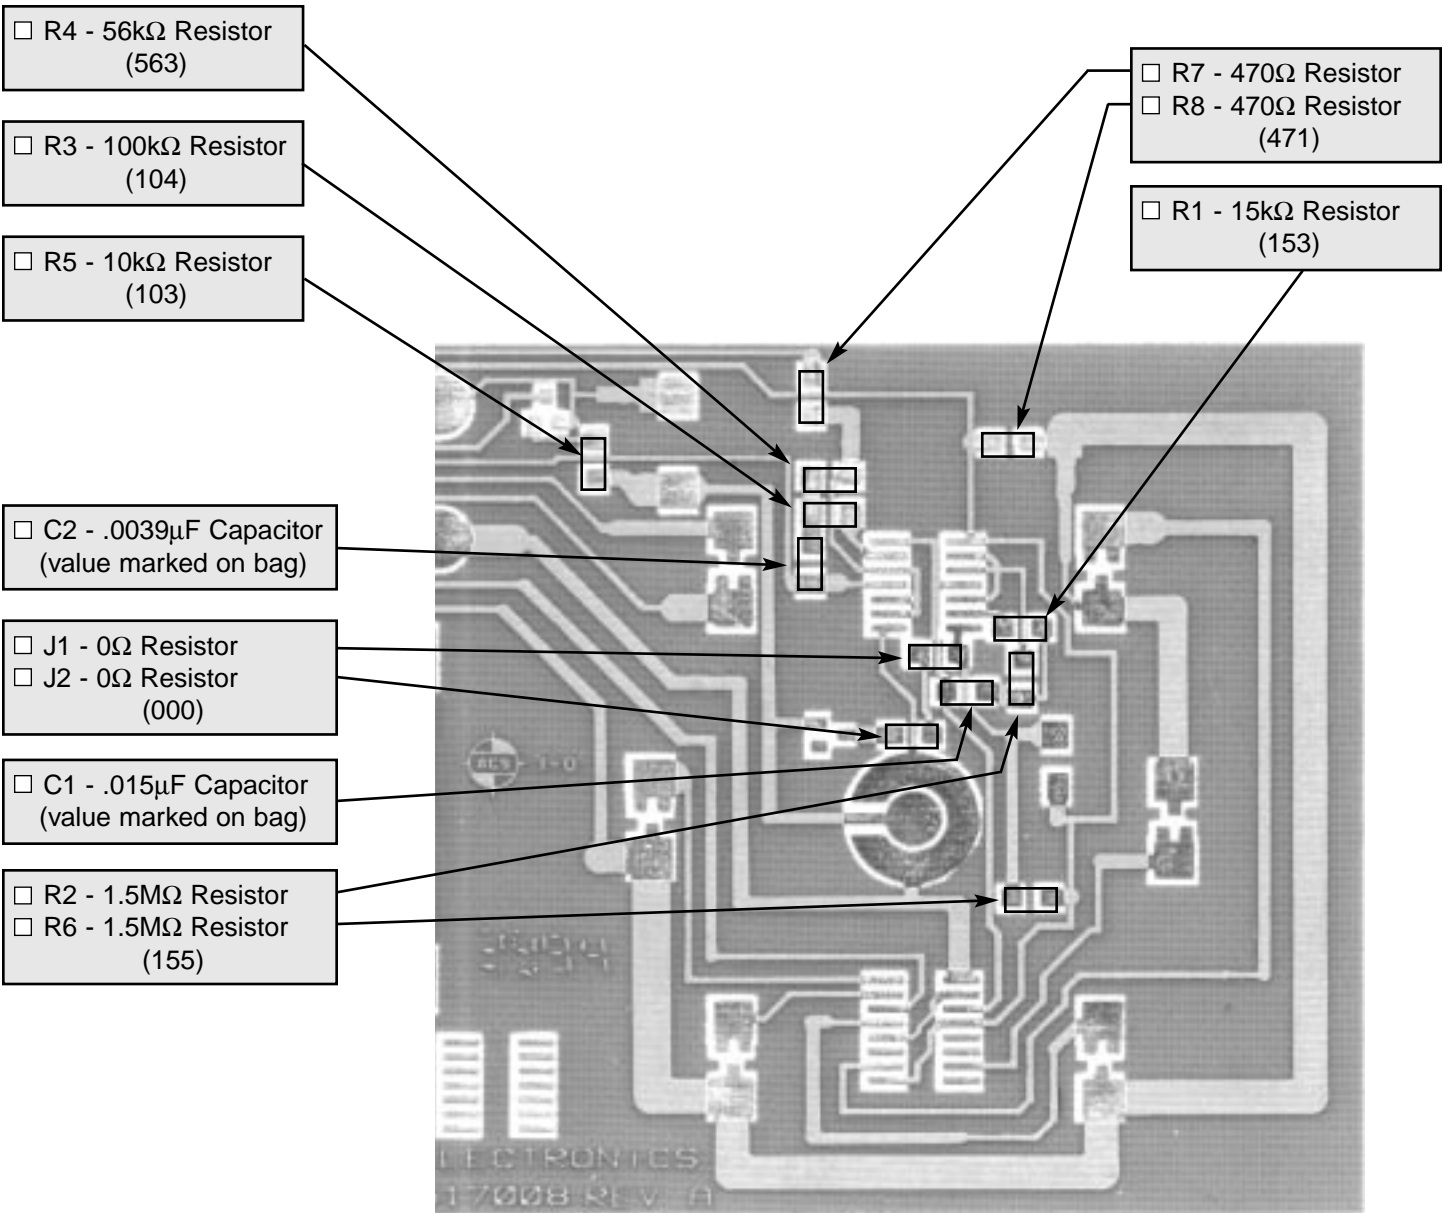 ☐ R4 - 56kΩ Resistor
(563)
☐ R3 - 100kΩ Resistor
(104)
☐ R5 - 10kΩ Resistor
(103)
☐ C2 - .0039µF Capacitor
(value marked on bag)
☐ J1 - 0Ω Resistor
☐ J2 - 0Ω Resistor
(000)
☐ C1 - .015µF Capacitor
(value marked on bag)
☐ R2 - 1.5MΩ Resistor
☐ R6 - 1.5MΩ Resistor
(155)
☐ R7 - 470Ω Resistor
☐ R8 - 470Ω Resistor
(471)
☐ R1 - 15kΩ Resistor
(153)
LECTRONICS
17008 REV A